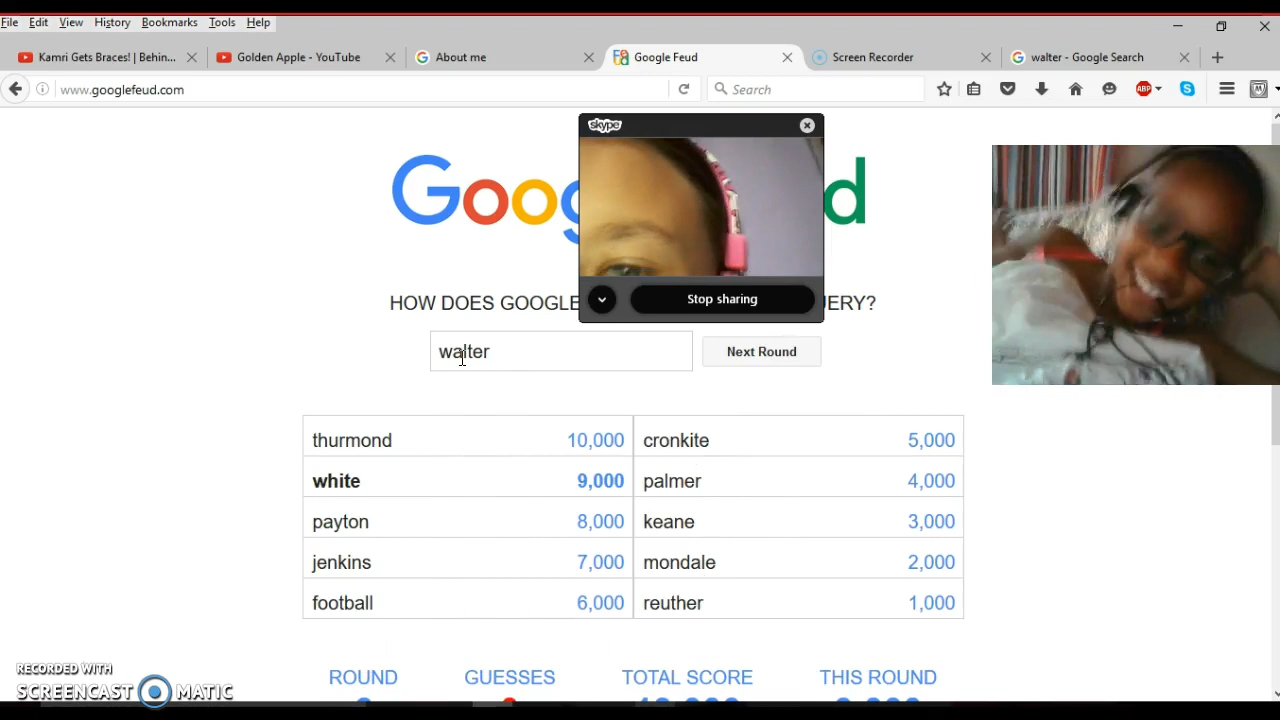 File Edit View History Bookmarks Tools Help
Kamri Gets Braces! | Behin... Golden Apple - YouTube About me Google Feud Screen Recorder walter - Google Search
www.googlefeud.com Search ABP
skype
Goo d
HOW DOES GOOGLE ERY?
Stop sharing
walter Next Round
thurmond 10,000 cronkite 5,000
white 9,000 palmer 4,000
payton 8,000 keane 3,000
jenkins 7,000 mondale 2,000
football 6,000 reuther 1,000
RECORDED WITH
SCREENCAST MATIC
ROUND GUESSES TOTAL SCORE THIS ROUND